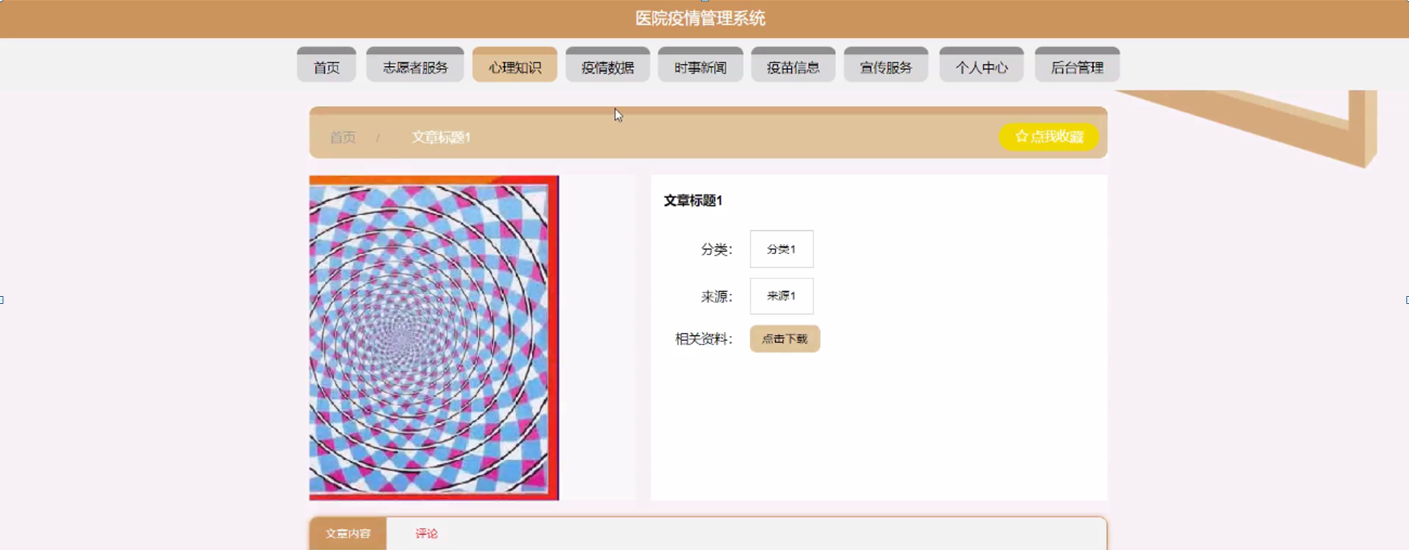 医院疫情管理系统
首页 志愿者服务 心理知识 疫情数据 时事新闻 疫苗信息 宣传服务 个人中心 后台管理
首页 / 文章标题1 ☆点我收藏
文章标题1
分类： 分类1
来源： 来源1
相关资料： 点击下载
文章内容 评论